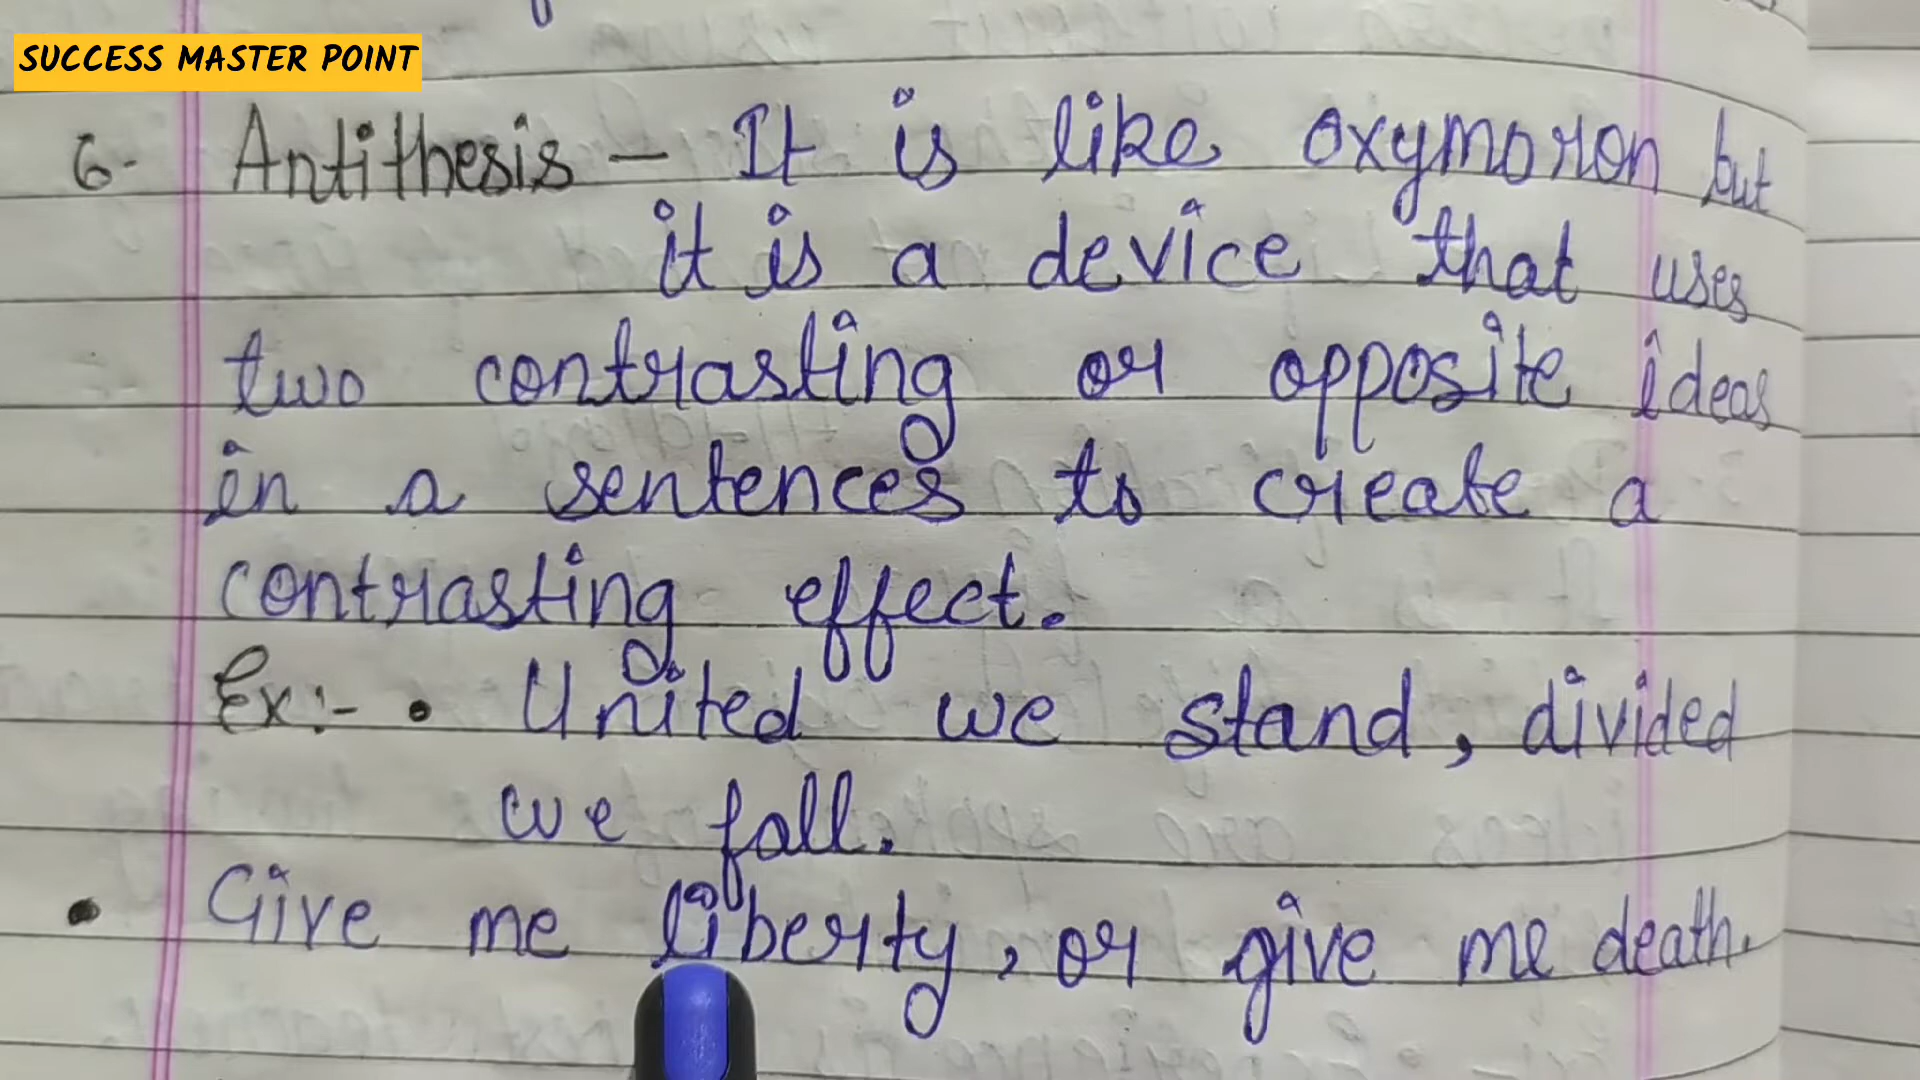 SUCCESS MASTER POINT
6- Antithesis - It is like oxymoron but
it is a device that uses
two contrasting or opposite ideas
in a sentences to create a
contrasting effect.
Ex:- • United we stand, divided
we fall.
• Give me liberty, or give me death.